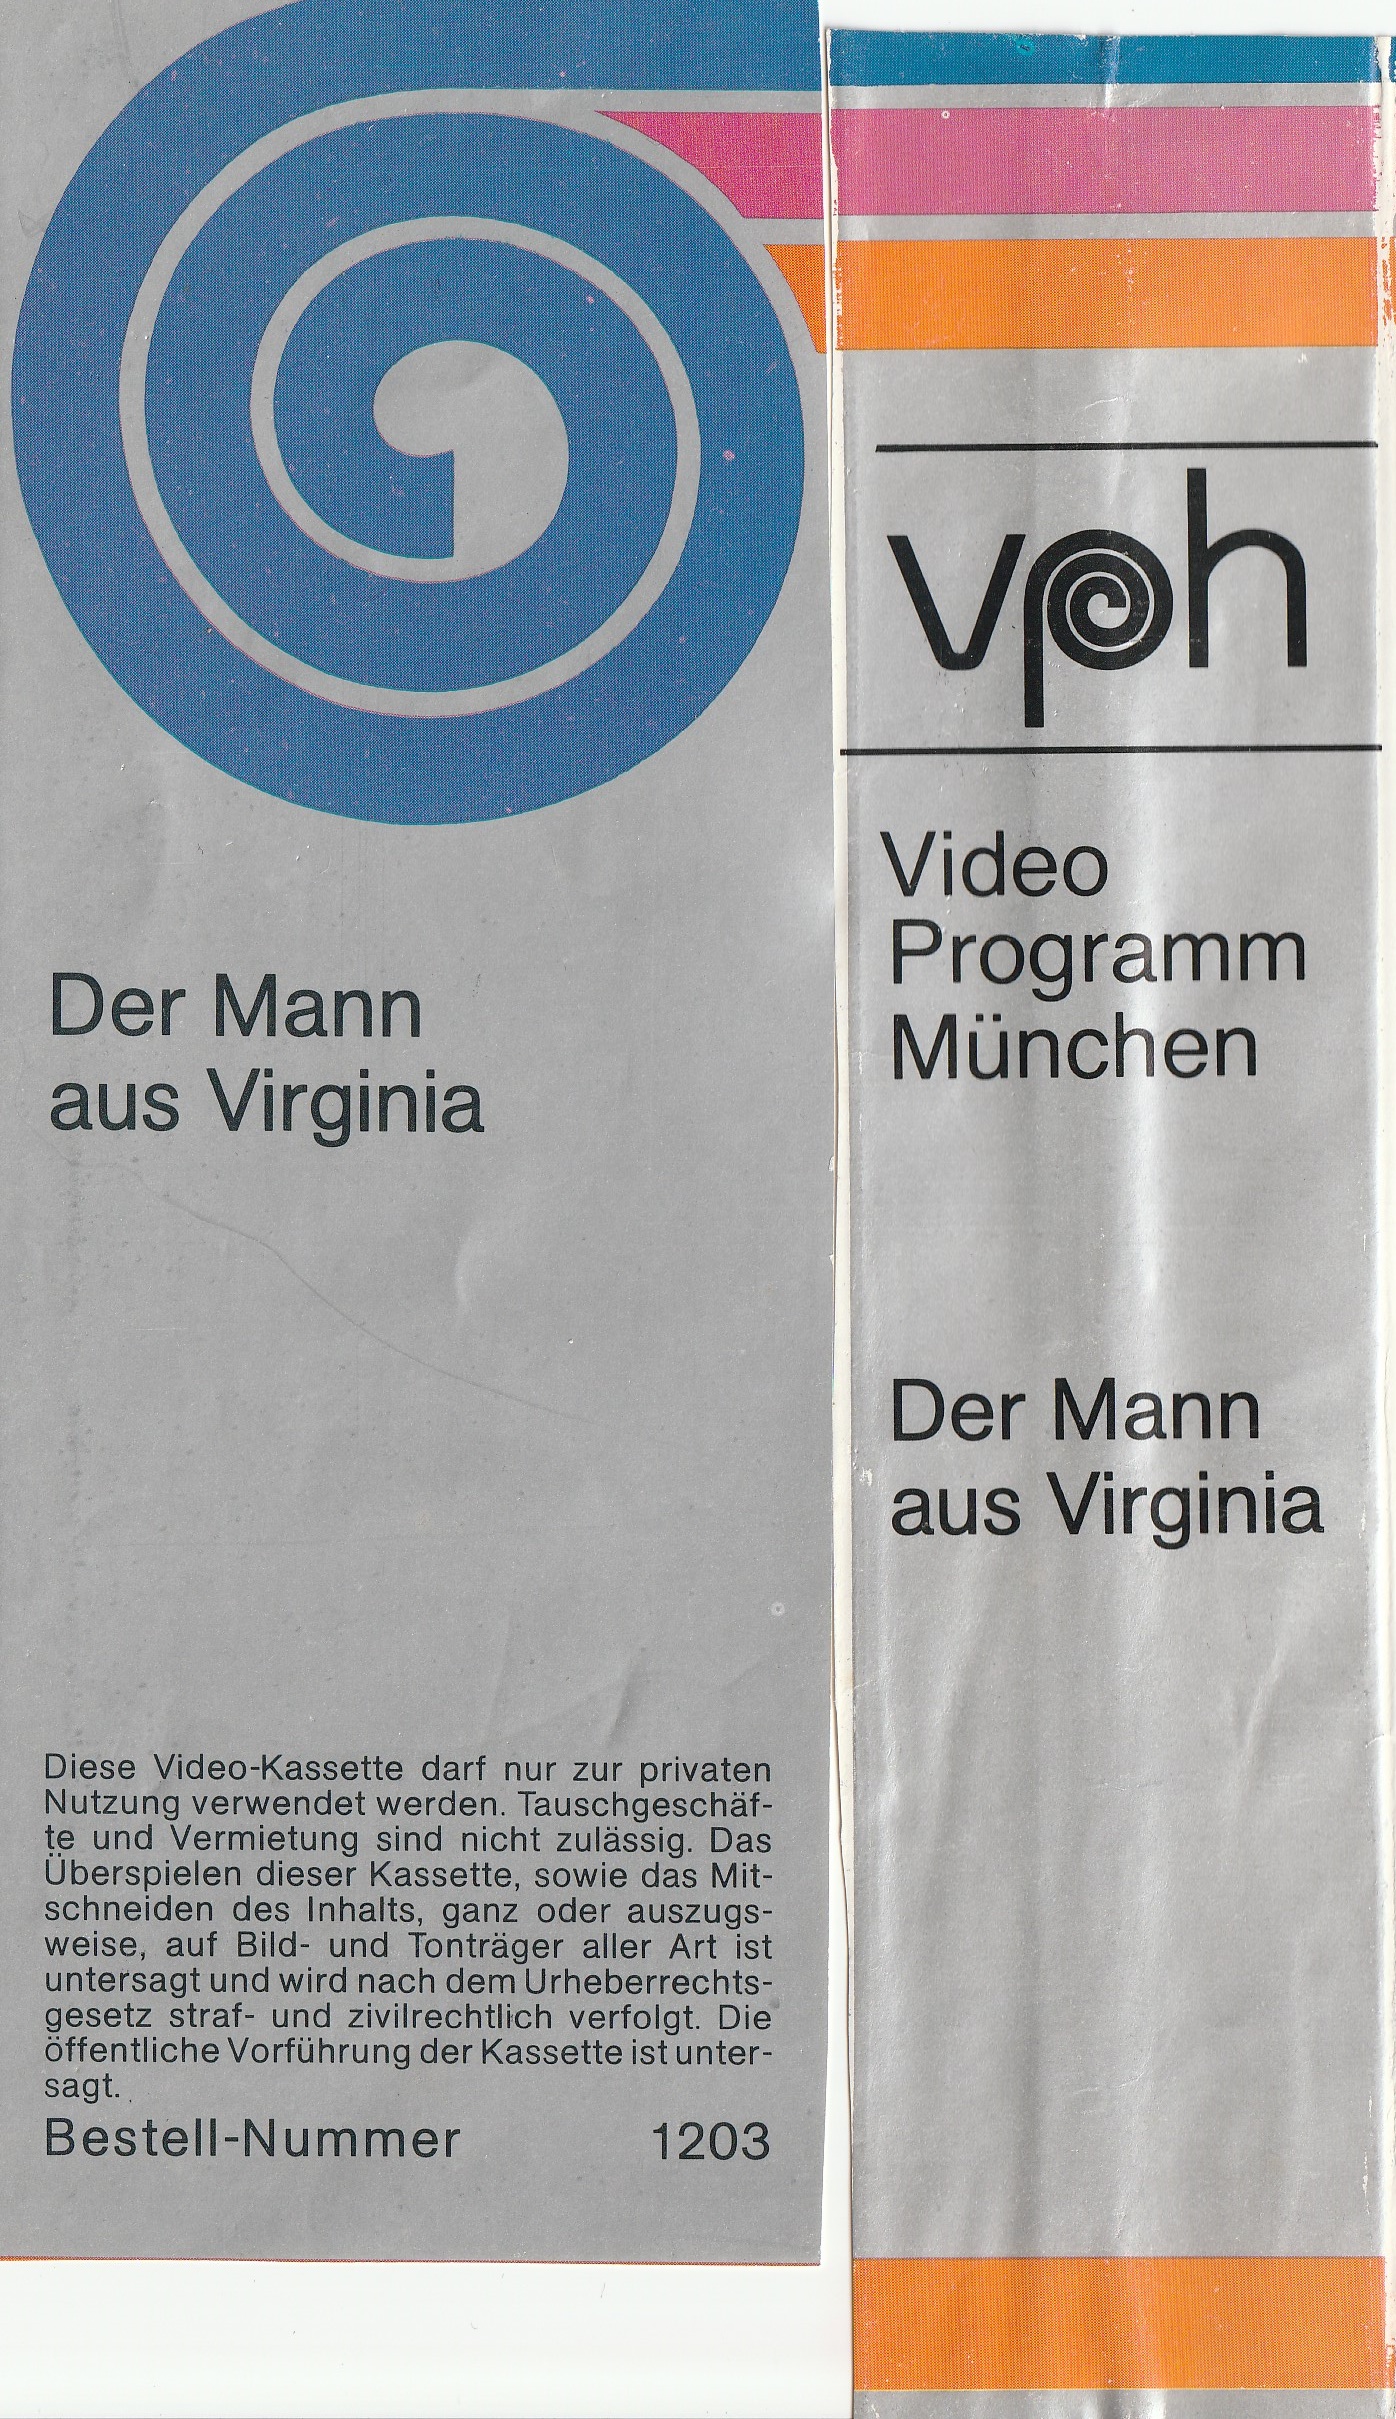 Der Mann
aus Virginia
Diese Video-Kassette darf nur zur privaten
Nutzung verwendet werden. Tauschgeschäf-
te und Vermietung sind nicht zulässig. Das
Überspielen dieser Kassette, sowie das Mit-
schneiden des Inhalts, ganz oder auszugs-
weise, auf Bild- und Tonträger aller Art ist
untersagt und wird nach dem Urheberrechts-
gesetz straf- und zivilrechtlich verfolgt. Die
öffentliche Vorführung der Kassette ist unter-
sagt.
Bestell-Nummer 1203
vph
Video
Programm
München
Der Mann
aus Virginia